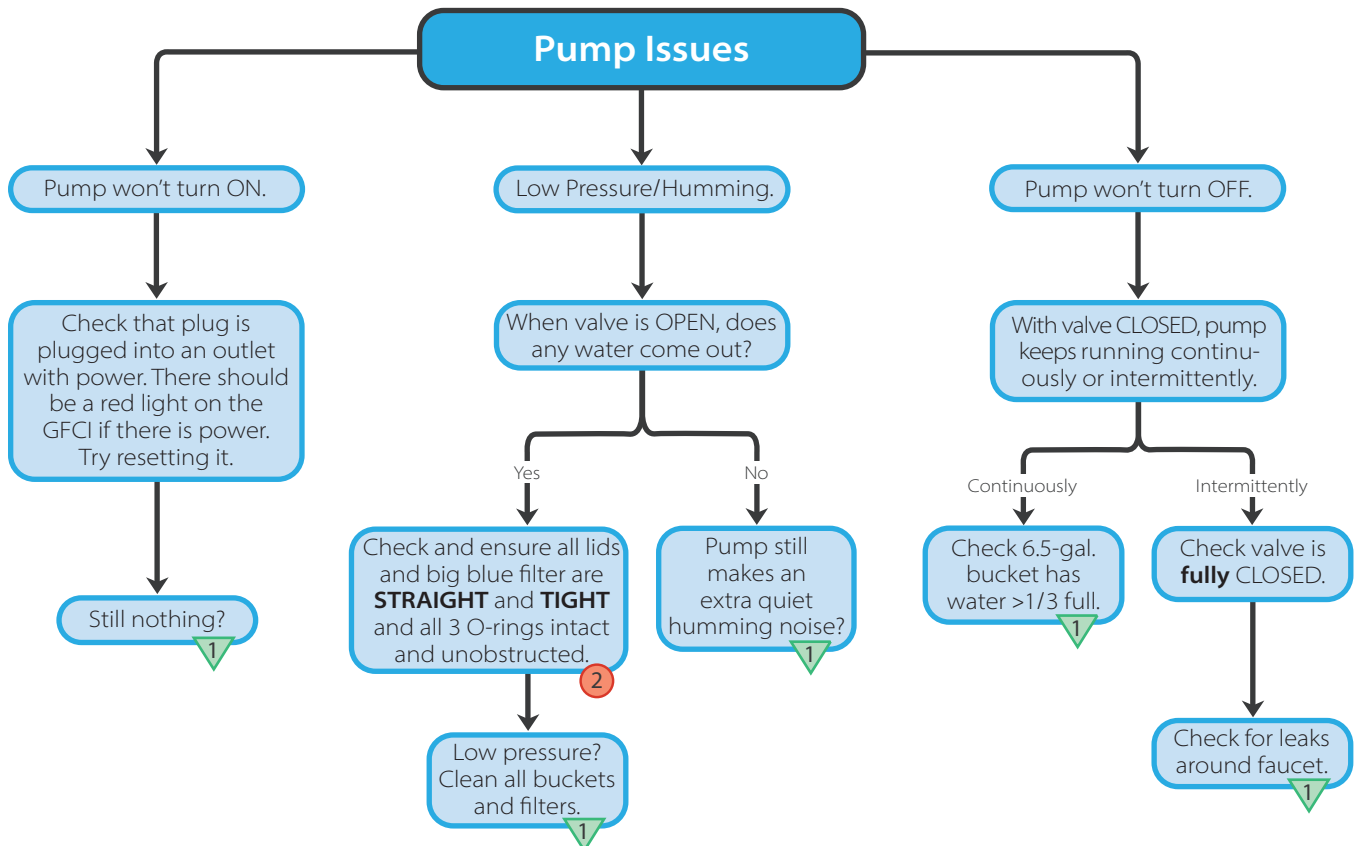 Pump Issues
Pump won't turn ON.
Check that plug is
plugged into an outlet
with power. There should
be a red light on the
GFCI if there is power.
Try resetting it.
Still nothing?
1
Low Pressure/Humming.
When valve is OPEN, does
any water come out?
Yes
Check and ensure all lids
and big blue filter are
STRAIGHT and TIGHT
and all 3 O-rings intact
and unobstructed.
2
Low pressure?
Clean all buckets
and filters.
1
No
Pump still
makes an
extra quiet
humming noise?
1
Pump won't turn OFF.
With valve CLOSED, pump
keeps running continu-
ously or intermittently.
Continuously
Check 6.5-gal.
bucket has
water >1/3 full.
1
Intermittently
Check valve is
fully CLOSED.
Check for leaks
around faucet.
1